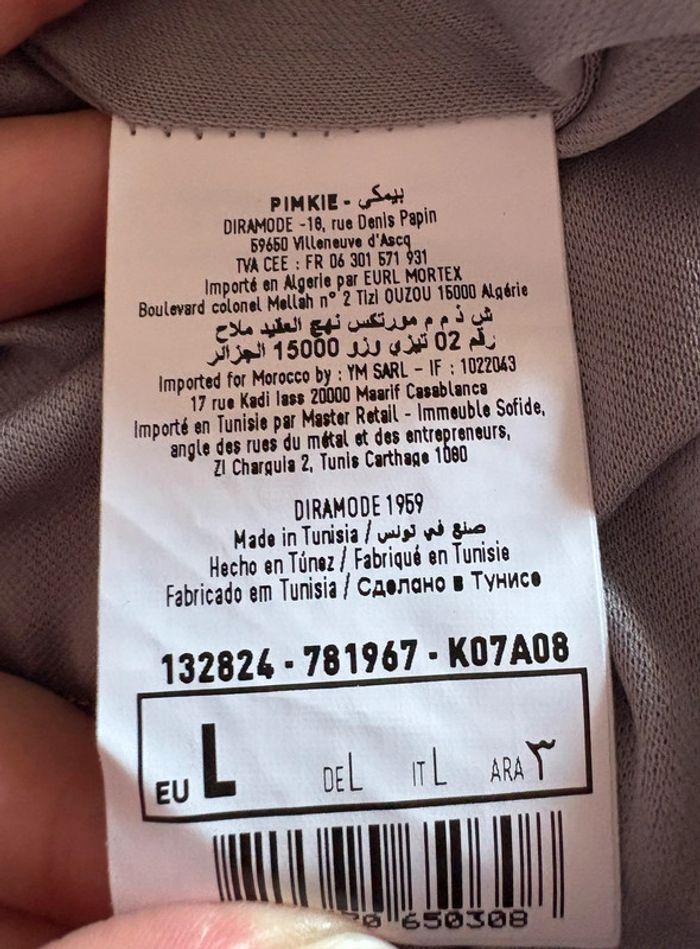 PIMKIE - بيمكي
DIRAMODE -18, rue Denis Papin
59650 Villeneuve d'Ascq
TVA CEE : FR 06 301 571 931
Importé en Algerie par EURL MORTEX
Boulevard colonel Mellah n° 2 Tizi OUZOU 15000 Algérie
ش ذ م م مورتكس نهج العقيد ملاح
رقم 02 تيزي وزو 15000 الجزائر
Imported for Morocco by : YM SARL - IF : 1022043
17 rue Kadi Iass 20000 Maarif Casablanca
Importé en Tunisie par Master Retail - Immeuble Sofide,
angle des rues du métal et des entrepreneurs,
ZI Charguia 2, Tunis Carthage 1080
DIRAMODE 1959
Made in Tunisia / صنع في تونس
Hecho en Túnez / Fabriqué en Tunisie
Fabricado em Tunisia / Сделано в Тунисе
132824 - 781967 - K07A08
EU L DE L IT L ARA ٣
650308